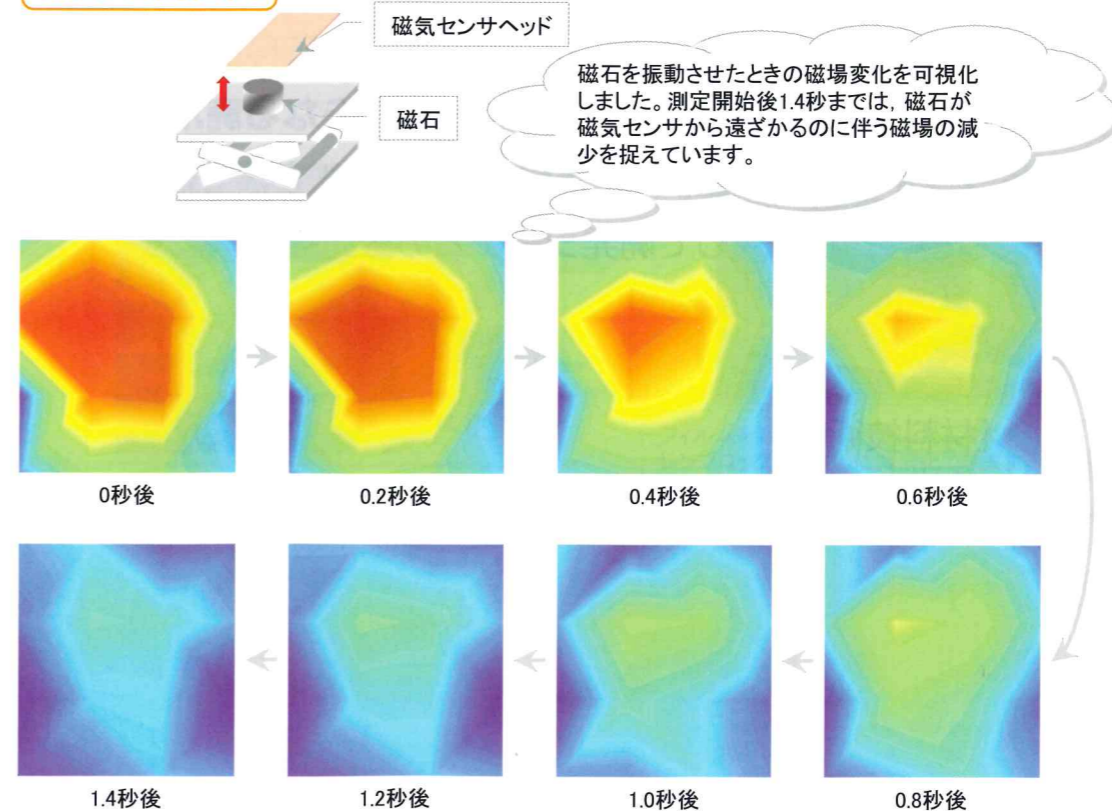 磁気センサヘッド
磁石
磁石を振動させたときの磁場変化を可視化
しました。測定開始後1.4秒までは，磁石が
磁気センサから遠ざかるのに伴う磁場の減
少を捉えています。
0秒後
0.2秒後
0.4秒後
0.6秒後
1.4秒後
1.2秒後
1.0秒後
0.8秒後